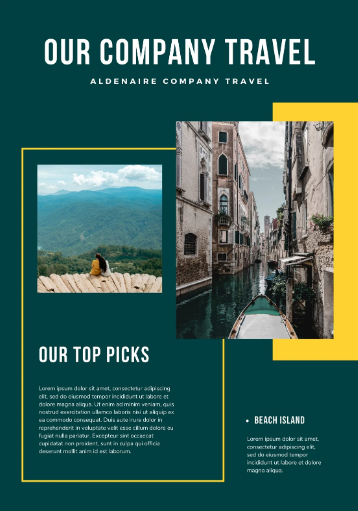 OUR COMPANY TRAVEL
ALDENAIRE COMPANY TRAVEL
OUR TOP PICKS
Lorem ipsum dolor sit amet, consectetur adipiscing
elit, sed do eiusmod tempor incididunt ut labore et
dolore magna aliqua. Ut enim ad minim veniam, quis
nostrud exercitation ullamco laboris nisi ut aliquip ex
ea commodo consequat. Duis aute irure dolor in
reprehenderit in voluptate velit esse cillum dolore eu
fugiat nulla pariatur. Excepteur sint occaecat
cupidatat non proident, sunt in culpa qui officia
deserunt mollit anim id est laborum.
• BEACH ISLAND
Lorem ipsum dolor sit amet,
consectetur adipiscing elit,
sed do eiusmod tempor
incididunt ut labore et dolore
magna aliqua.